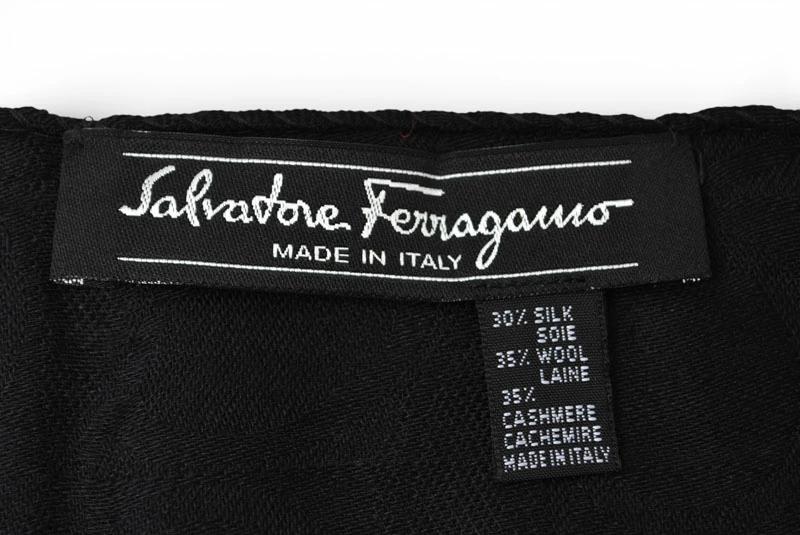 Salvatore Ferragamo
MADE IN ITALY
30% SILK
SOIE
35% WOOL
LAINE
35%
CASHMERE
CACHEMIRE
MADE IN ITALY